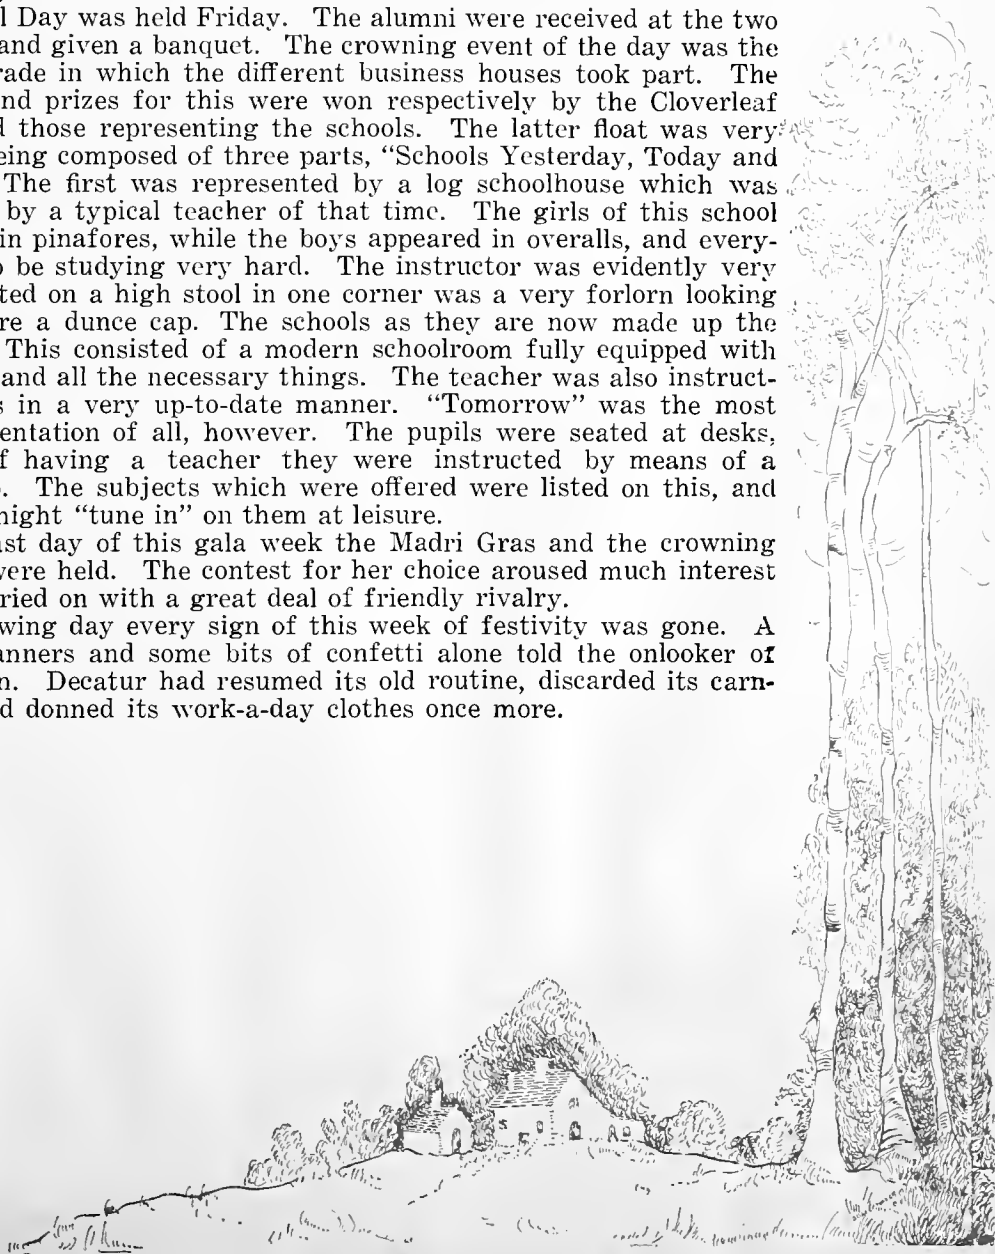 l Day was held Friday. The alumni were received at the two
and given a banquet. The crowning event of the day was the
rade in which the different business houses took part. The
nd prizes for this were won respectively by the Cloverleaf
d those representing the schools. The latter float was very
eing composed of three parts, “Schools Yesterday, Today and
The first was represented by a log schoolhouse which was
by a typical teacher of that time. The girls of this school
in pinafores, while the boys appeared in overalls, and every-
o be studying very hard. The instructor was evidently very
ted on a high stool in one corner was a very forlorn looking
re a dunce cap. The schools as they are now made up the
This consisted of a modern schoolroom fully equipped with
and all the necessary things. The teacher was also instruct-
s in a very up-to-date manner. “Tomorrow” was the most
entation of all, however. The pupils were seated at desks,
f having a teacher they were instructed by means of a
. The subjects which were offered were listed on this, and
night “tune in” on them at leisure.
ast day of this gala week the Madri Gras and the crowning
were held. The contest for her choice aroused much interest
ried on with a great deal of friendly rivalry.
wing day every sign of this week of festivity was gone. A
anners and some bits of confetti alone told the onlooker of
n. Decatur had resumed its old routine, discarded its carn-
d donned its work-a-day clothes once more.